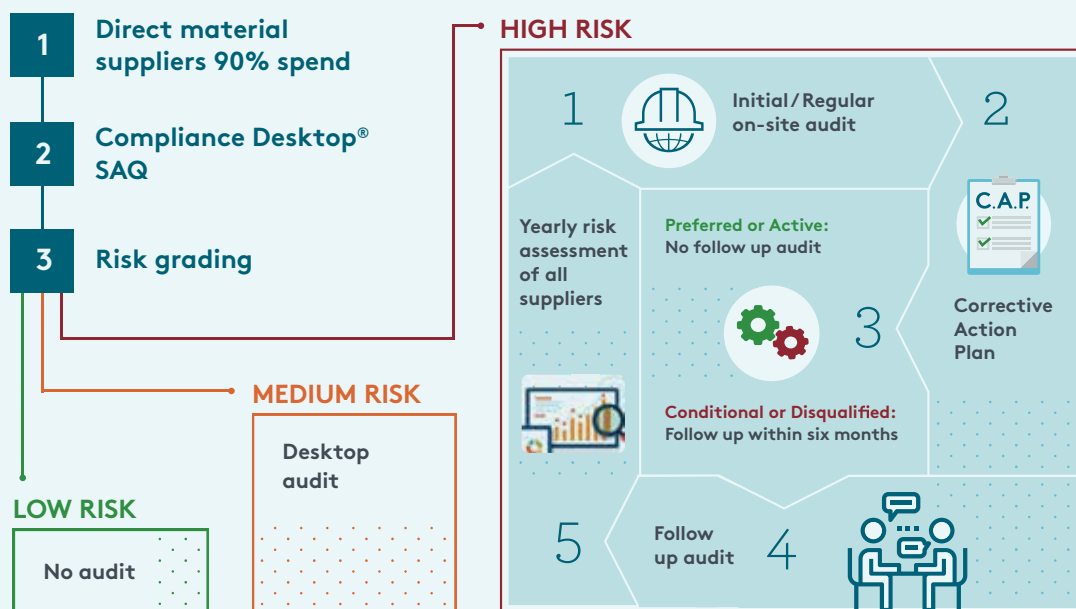 1
Direct material
suppliers 90% spend
2
Compliance Desktop®
SAQ
3
Risk grading
LOW RISK
No audit
MEDIUM RISK
Desktop
audit
HIGH RISK
1
Initial/Regular
on-site audit
2
C.A.P.
Corrective
Action
Plan
3
Preferred or Active:
No follow up audit
Conditional or Disqualified:
Follow up within six months
4
Follow
up audit
5
Yearly risk
assessment
of all
suppliers